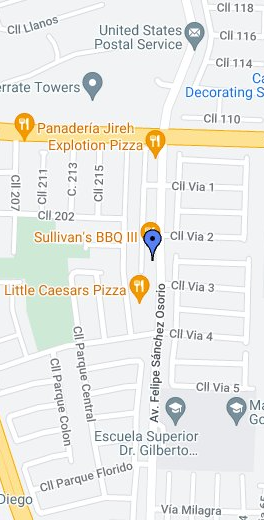 Cll Llanos
Cll 118
United States
Postal Service
Cll 116
Cll 114
errate Towers
Ca
Decorating S
Cll 110
Panadería Jireh
Explotion Pizza
Cll 207
Cll 211
C. 213
Cll 215
Cll Via 1
Cll 202
Sullivan's BBQ III
Cll Via 2
Little Caesars Pizza
Cll Via 3
Av. Felipe Sánchez Osorio
Cll Via 4
Cll Parque Colon
Cll Parque Central
Cll Via 5
Escuela Superior
Dr. Gilberto...
Ma
Go
Cll Parque Florido
Diego
Vía Milagra